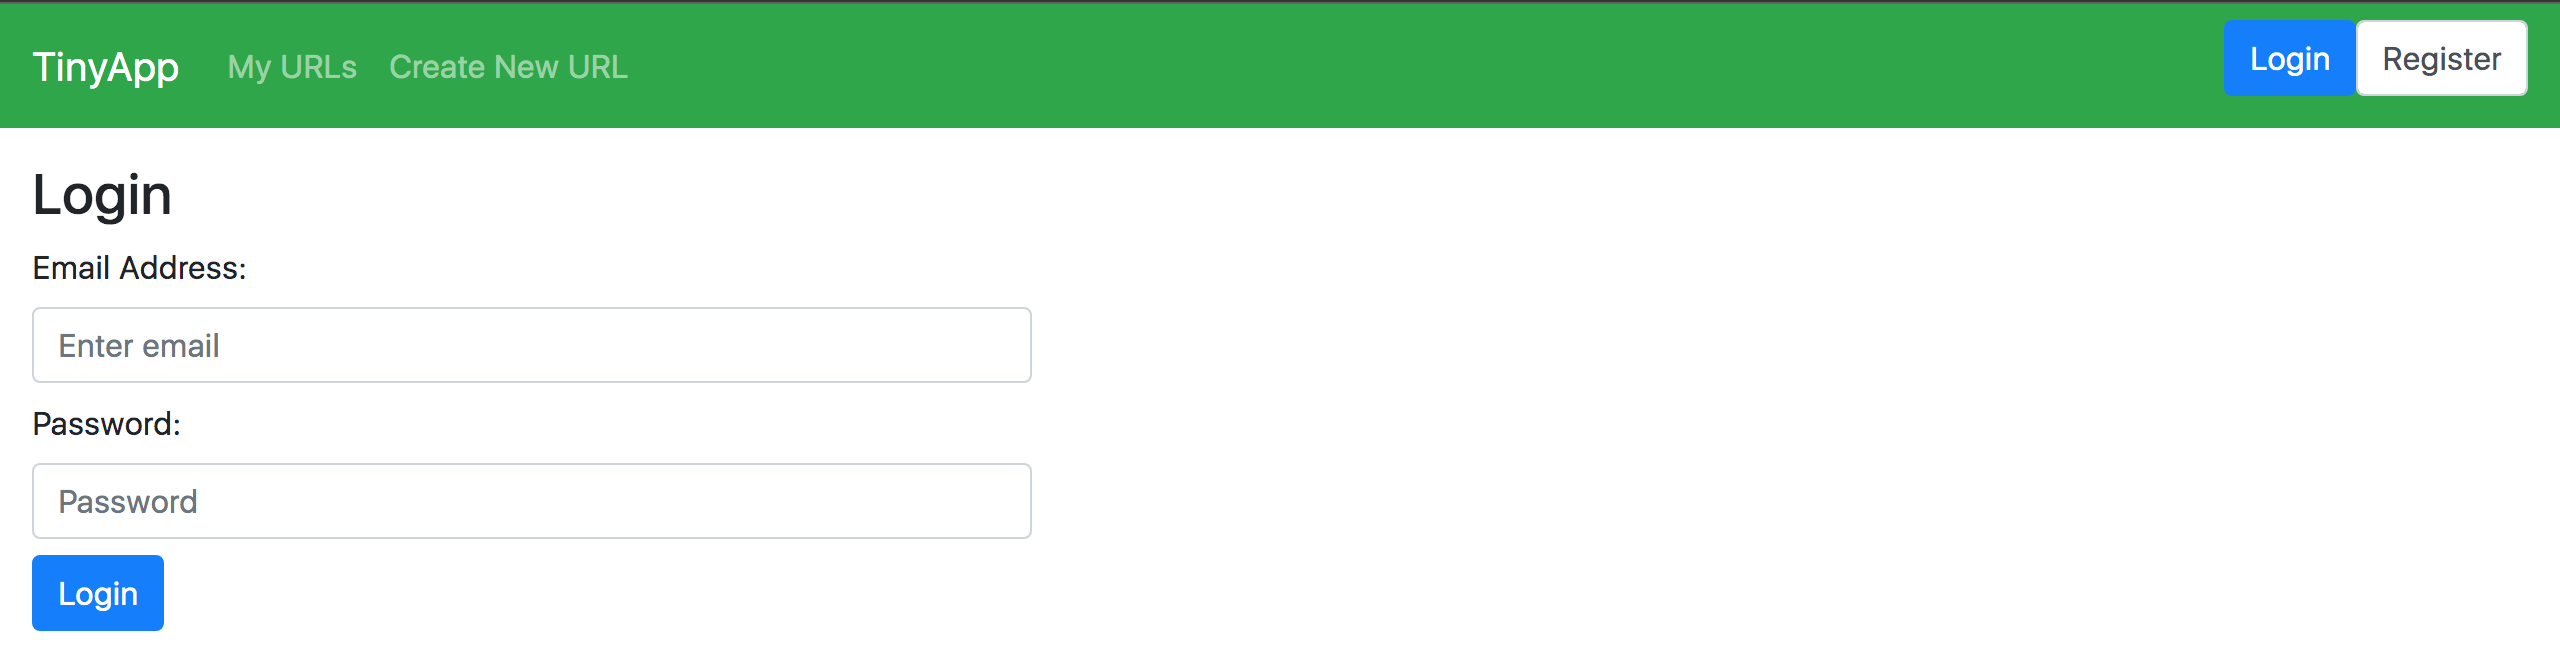 TinyApp My URLs Create New URL Login Register
Login
Email Address:
Enter email
Password:
Password
Login